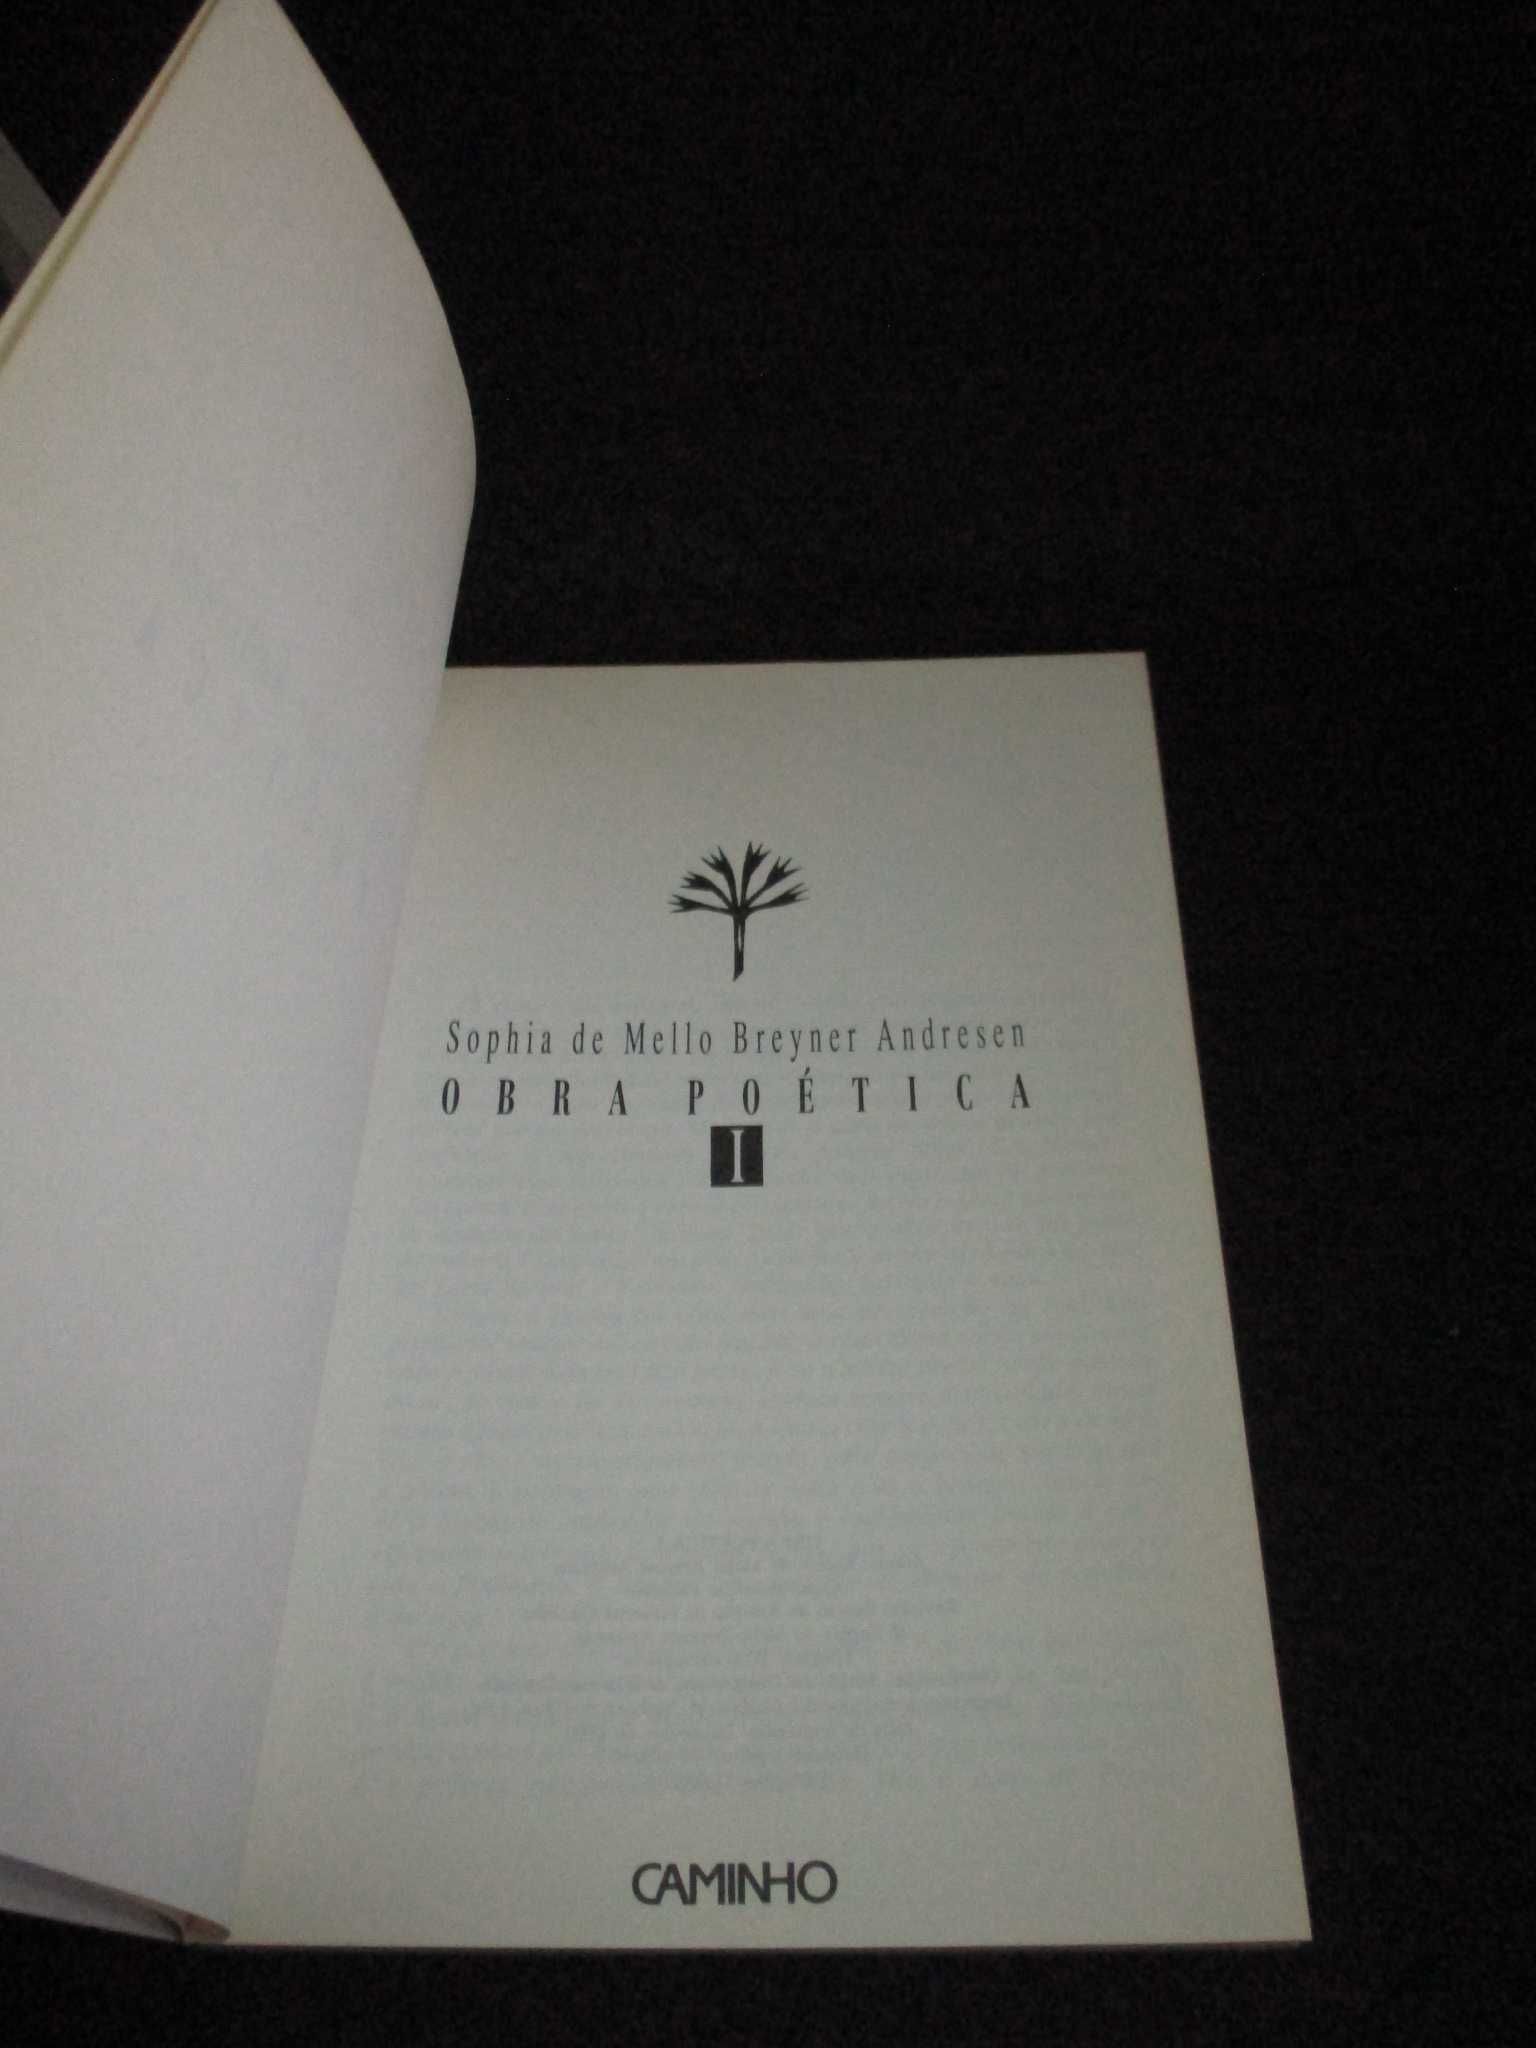 Sophia de Mello Breyner Andresen
OBRA POÉTICA
I
CAMINHO